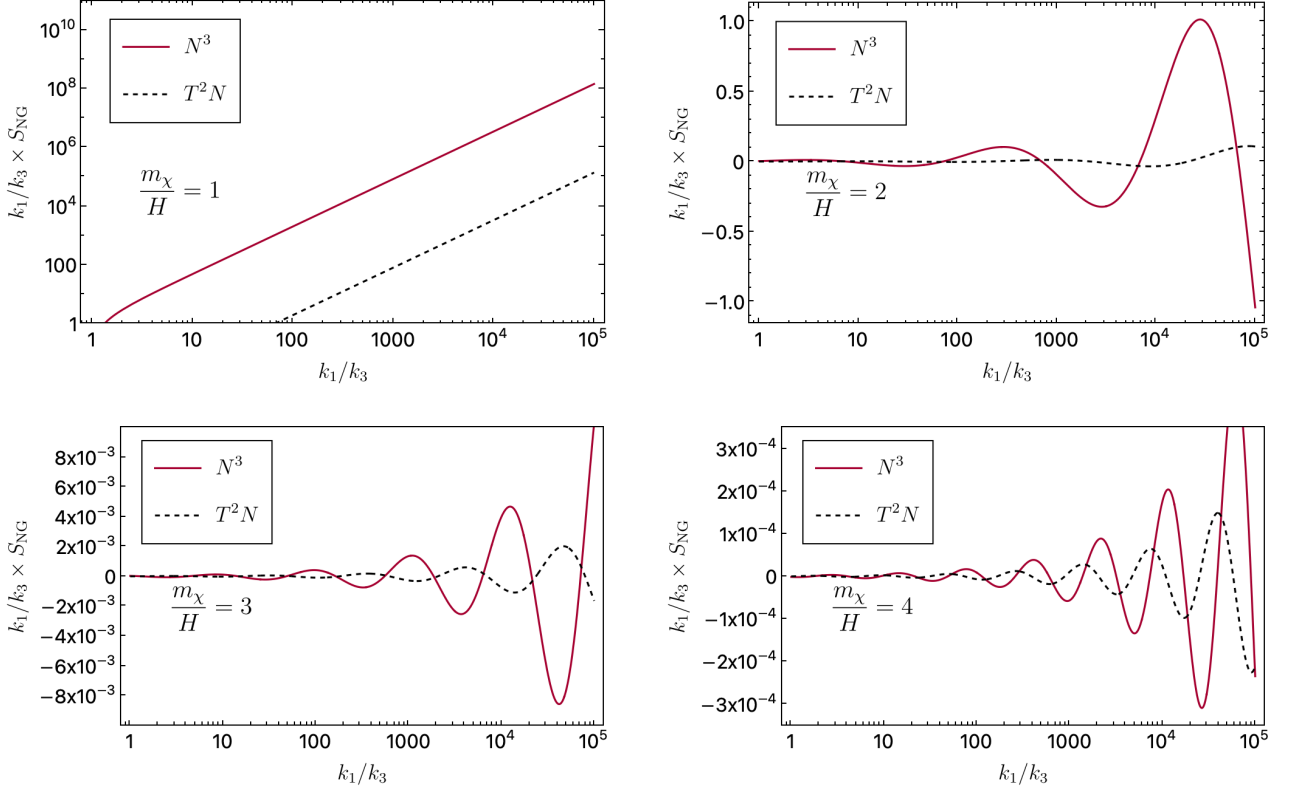 10^10
10^8
10^6
10^4
100
1
k_1/k_3 × S_NG
N^3
T^2N
m_χ/H = 1
1 10 100 1000 10^4 10^5
k_1/k_3
1.0
0.5
0
−0.5
−1.0
k_1/k_3 × S_NG
N^3
T^2N
m_χ/H = 2
1 10 100 1000 10^4 10^5
k_1/k_3
8x10^−3
6x10^−3
4x10^−3
2x10^−3
0
−2x10^−3
−4x10^−3
−6x10^−3
−8x10^−3
k_1/k_3 × S_NG
N^3
T^2N
m_χ/H = 3
1 10 100 1000 10^4 10^5
k_1/k_3
3x10^−4
2x10^−4
1x10^−4
0
−1x10^−4
−2x10^−4
−3x10^−4
k_1/k_3 × S_NG
N^3
T^2N
m_χ/H = 4
1 10 100 1000 10^4 10^5
k_1/k_3